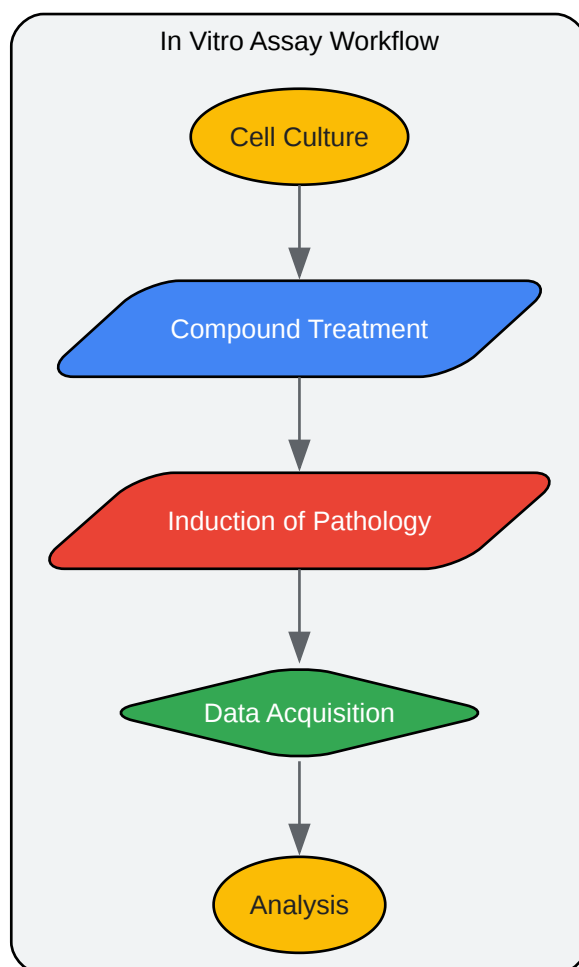 In Vitro Assay Workflow
Cell Culture
Compound Treatment
Induction of Pathology
Data Acquisition
Analysis